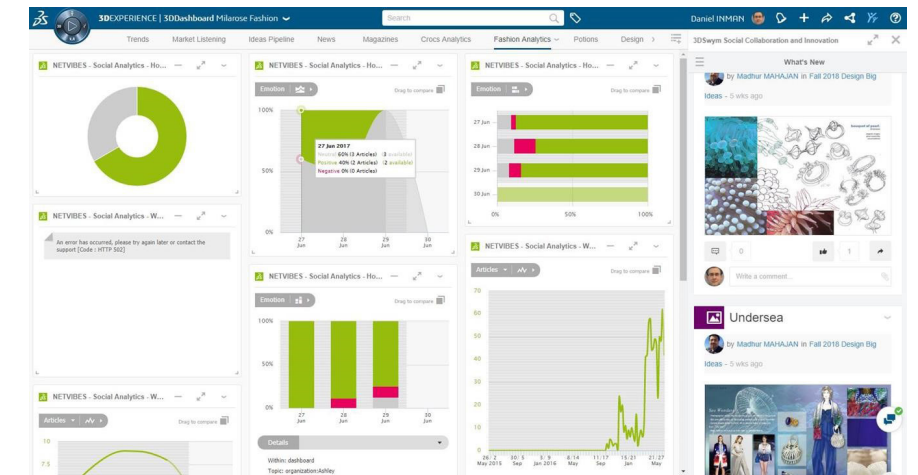 3DEXPERIENCE | 3DDashboard Milarose Fashion
Search
Daniel INMAN
Trends
Market Listening
Ideas Pipeline
News
Magazines
Crocs Analytics
Fashion Analytics
Potions
Design
3DSwym Social Collaboration and Innovation
NETVIBES - Social Analytics - Ho...
NETVIBES - Social Analytics - W...
An error has occurred, please try again later or contact the
support [Code : HTTP 502]
NETVIBES - Social Analytics - W...
Articles
Drag to compare
10
7.5
NETVIBES - Social Analytics - Ho...
Emotion
Drag to compare
100%
50%
0%
27 Jun 2017
Neutral 60% (3 Articles) (3 available)
Positive 40% (2 Articles) (2 available)
Negative 0% (0 Articles)
27 Jun
28 Jun
29 Jun
30 Jun
NETVIBES - Social Analytics - Ho...
Emotion
Drag to compare
100%
50%
0%
27 Jun
28 Jun
29 Jun
30 Jun
Details
Within: dashboard
Topic: organization:Ashley
NETVIBES - Social Analytics - Ho...
Emotion
Drag to compare
27 Jun
28 Jun
29 Jun
30 Jun
0%
50%
100%
NETVIBES - Social Analytics - W...
Articles
Drag to compare
70
60
50
40
30
20
10
0
26/2 May 2015
30/5 Sep
3/9 Jan 2016
8/14 May
11/17 Sep
15/21 Jan
21/27 May
What's New
by Madhur MAHAJAN in Fall 2018 Design Big
Ideas - 5 wks ago
0
1
Write a comment...
Undersea
by Madhur MAHAJAN in Fall 2018 Design Big
Ideas - 5 wks ago